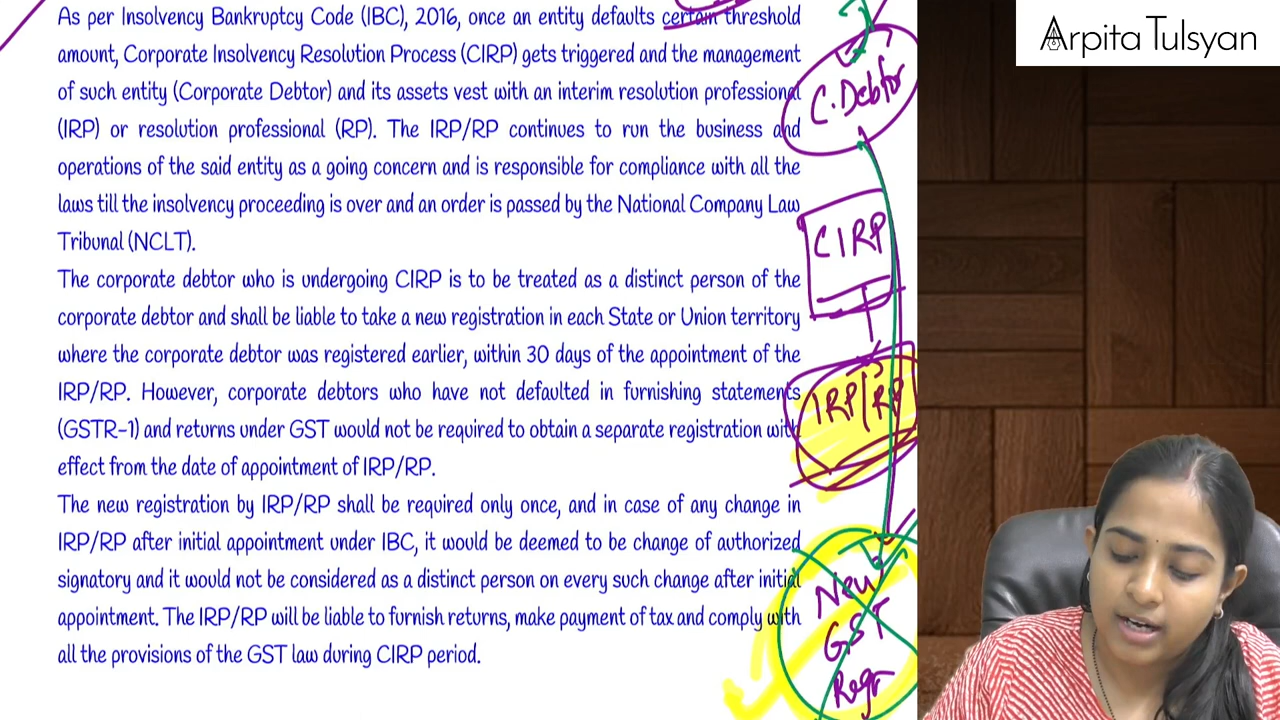 Arpita Tulsyan
As per Insolvency Bankruptcy Code (IBC), 2016, once an entity defaults certain threshold
amount, Corporate Insolvency Resolution Process (CIRP) gets triggered and the management
of such entity (Corporate Debtor) and its assets vest with an interim resolution professional
(IRP) or resolution professional (RP). The IRP/RP continues to run the business and
operations of the said entity as a going concern and is responsible for compliance with all the
laws till the insolvency proceeding is over and an order is passed by the National Company Law
Tribunal (NCLT).
The corporate debtor who is undergoing CIRP is to be treated as a distinct person of the
corporate debtor and shall be liable to take a new registration in each State or Union territory
where the corporate debtor was registered earlier, within 30 days of the appointment of the
IRP/RP. However, corporate debtors who have not defaulted in furnishing statements
(GSTR-1) and returns under GST would not be required to obtain a separate registration with
effect from the date of appointment of IRP/RP.
The new registration by IRP/RP shall be required only once, and in case of any change in
IRP/RP after initial appointment under IBC, it would be deemed to be change of authorized
signatory and it would not be considered as a distinct person on every such change after initial
appointment. The IRP/RP will be liable to furnish returns, make payment of tax and comply with
all the provisions of the GST law during CIRP period.
C. Debtor
CIRP
IRP/RP
New
GST
Regn